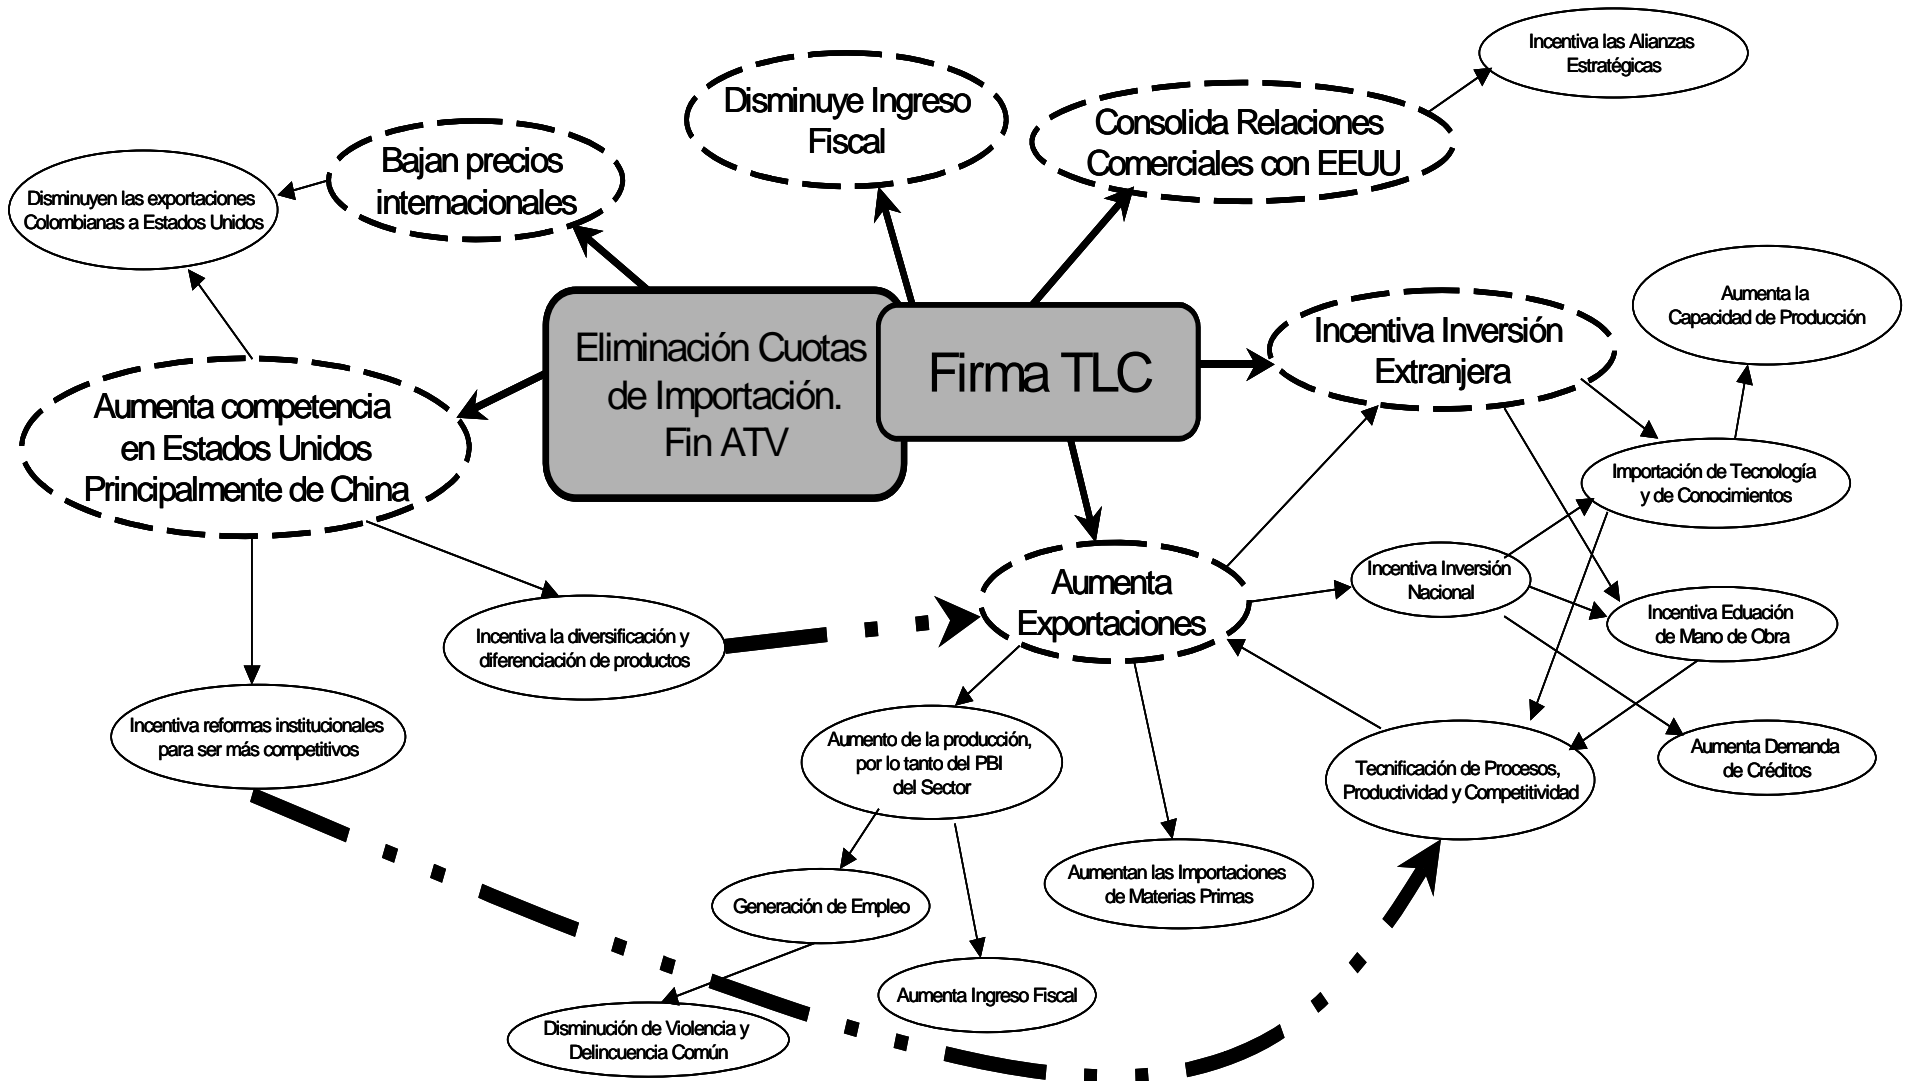 Incentiva las Alianzas
Estratégicas
Disminuye Ingreso
Fiscal
Consolida Relaciones
Comerciales con EEUU
Bajan precios
internacionales
Disminuyen las exportaciones
Colombianas a Estados Unidos
Aumenta la
Capacidad de Producción
Eliminación Cuotas
de Importación.
Fin ATV
Firma TLC
Incentiva Inversión
Extranjera
Aumenta competencia
en Estados Unidos
Principalmente de China
Importación de Tecnología
y de Conocimientos
Incentiva Inversión
Nacional
Aumenta
Exportaciones
Incentiva Eduación
de Mano de Obra
Incentiva la diversificación y
diferenciación de productos
Incentiva reformas institucionales
para ser más competitivos
Aumento de la producción,
por lo tanto del PBI
del Sector
Aumenta Demanda
de Créditos
Tecnificación de Procesos,
Productividad y Competitividad
Aumentan las Importaciones
de Materias Primas
Generación de Empleo
Aumenta Ingreso Fiscal
Disminución de Violencia y
Delincuencia Común